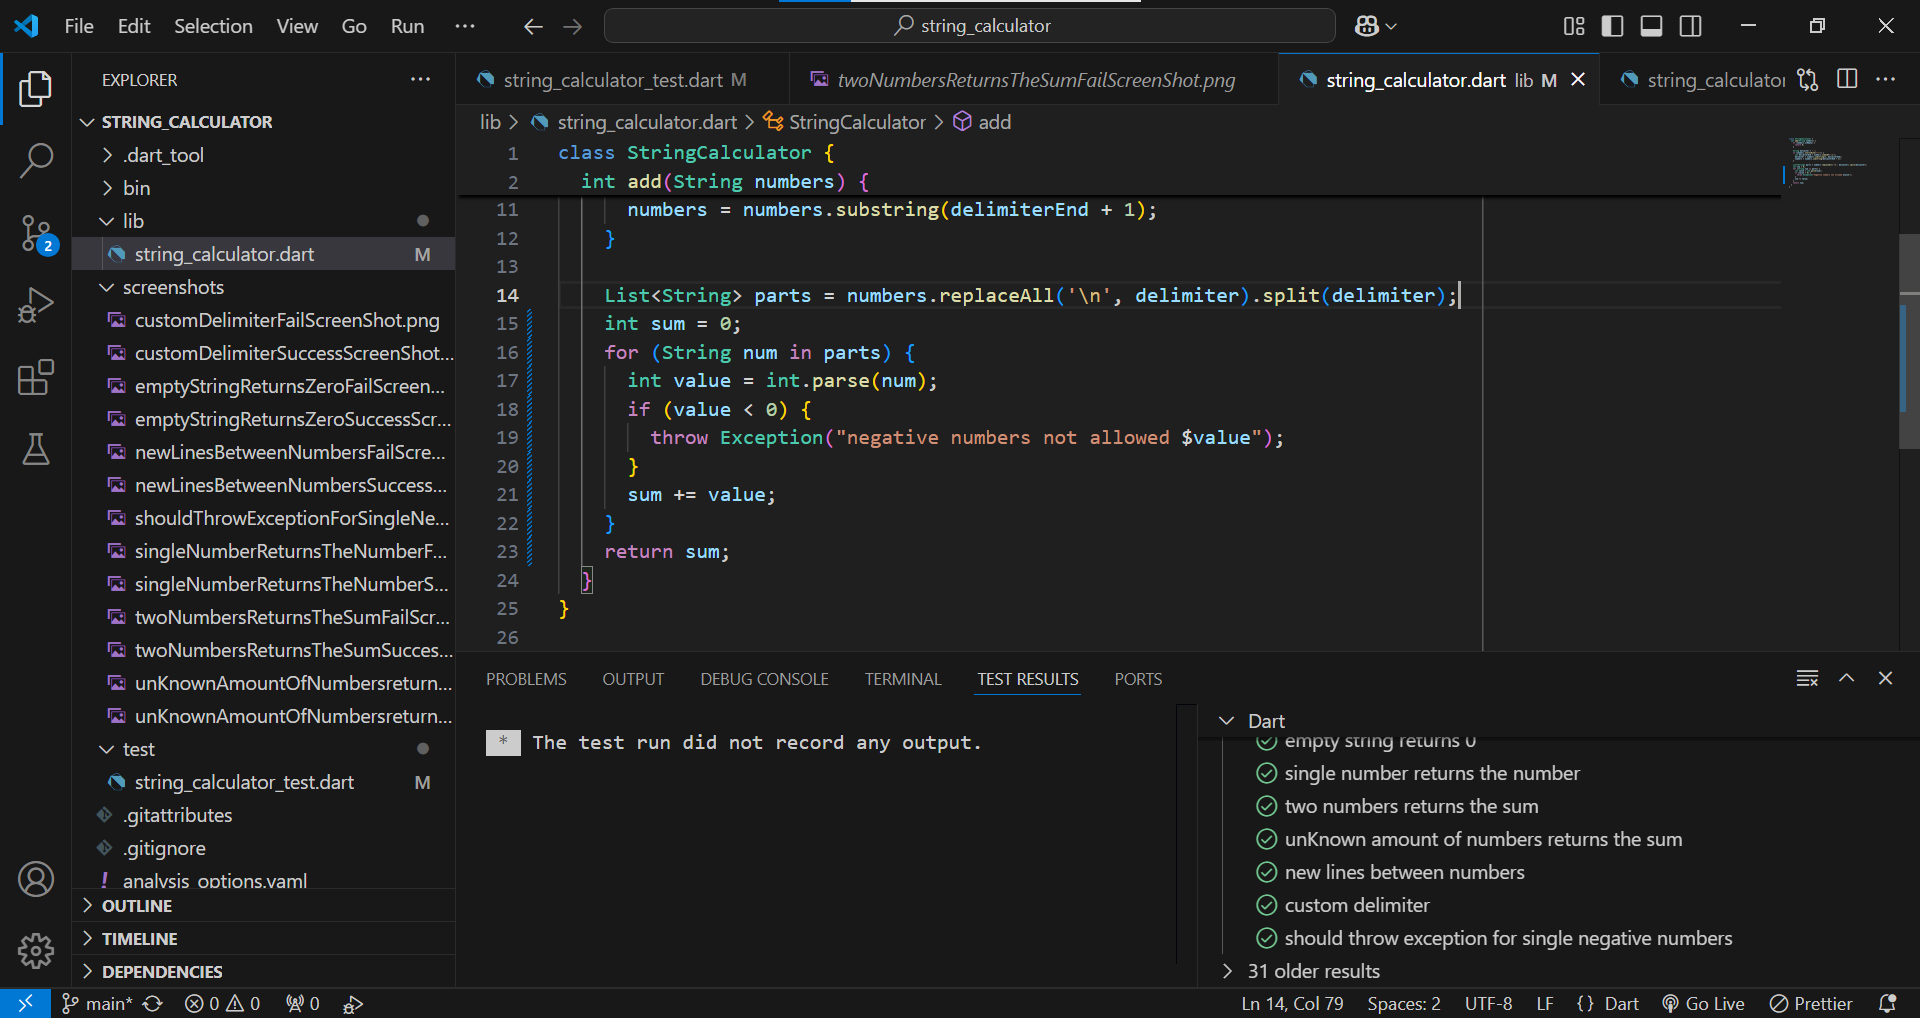 File Edit Selection View Go Run ···
string_calculator
EXPLORER ···
STRING_CALCULATOR
.dart_tool
bin
lib
string_calculator.dart M
screenshots
customDelimiterFailScreenShot.png
customDelimiterSuccessScreenShot...
emptyStringReturnsZeroFailScreen...
emptyStringReturnsZeroSuccessScr...
newLinesBetweenNumbersFailScre...
newLinesBetweenNumbersSuccess...
shouldThrowExceptionForSingleNe...
singleNumberReturnsTheNumberF...
singleNumberReturnsTheNumberS...
twoNumbersReturnsTheSumFailScr...
twoNumbersReturnsTheSumSucces...
unKnownAmountOfNumbersreturn...
unKnownAmountOfNumbersreturn...
test
string_calculator_test.dart M
.gitattributes
.gitignore
! analysis_options.yaml
OUTLINE
TIMELINE
DEPENDENCIES
2
string_calculator_test.dart M
twoNumbersReturnsTheSumFailScreenShot.png
string_calculator.dart lib M
string_calculator
lib > string_calculator.dart > StringCalculator > add
1 class StringCalculator {
2 int add(String numbers) {
11 numbers = numbers.substring(delimiterEnd + 1);
12 }
13
14 List<String> parts = numbers.replaceAll('\n', delimiter).split(delimiter);
15 int sum = 0;
16 for (String num in parts) {
17 int value = int.parse(num);
18 if (value < 0) {
19 throw Exception("negative numbers not allowed $value");
20 }
21 sum += value;
22 }
23 return sum;
24 }
25 }
26
PROBLEMS OUTPUT DEBUG CONSOLE TERMINAL TEST RESULTS PORTS
* The test run did not record any output.
Dart
empty string returns 0
single number returns the number
two numbers returns the sum
unKnown amount of numbers returns the sum
new lines between numbers
custom delimiter
should throw exception for single negative numbers
31 older results
main* 0 0 0
Ln 14, Col 79 Spaces: 2 UTF-8 LF {} Dart Go Live Prettier